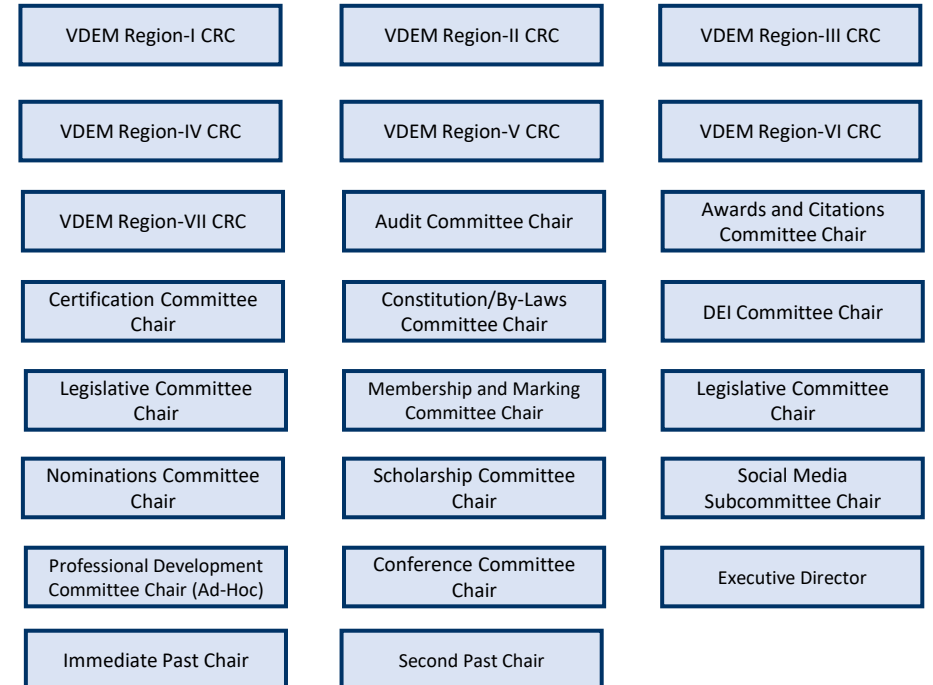 VDEM Region-I CRC
VDEM Region-II CRC
VDEM Region-III CRC
VDEM Region-IV CRC
VDEM Region-V CRC
VDEM Region-VI CRC
VDEM Region-VII CRC
Audit Committee Chair
Awards and Citations
Committee Chair
Certification Committee
Chair
Constitution/By-Laws
Committee Chair
DEI Committee Chair
Legislative Committee
Chair
Membership and Marking
Committee Chair
Legislative Committee
Chair
Nominations Committee
Chair
Scholarship Committee
Chair
Social Media
Subcommittee Chair
Professional Development
Committee Chair (Ad-Hoc)
Conference Committee
Chair
Executive Director
Immediate Past Chair
Second Past Chair